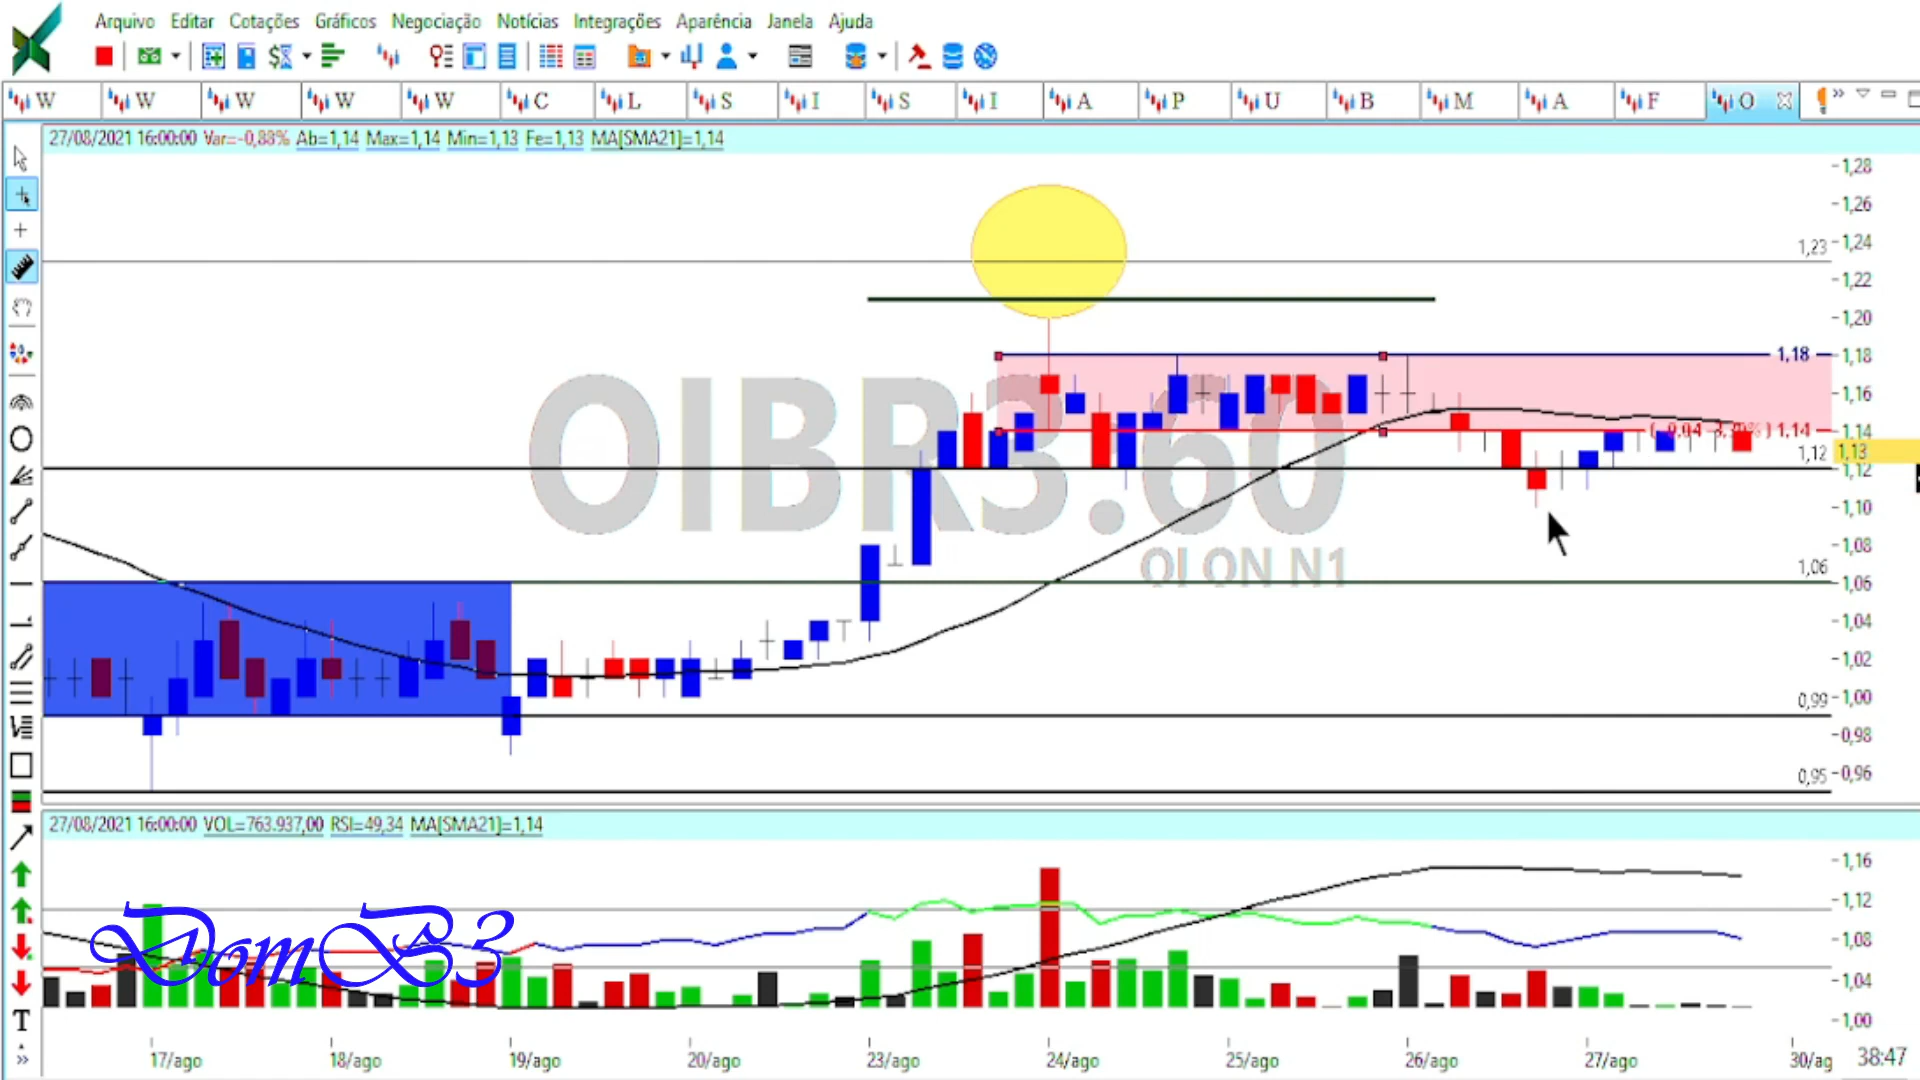 Arquivo Editar Cotações Gráficos Negociação Notícias Integrações Aparência Janela Ajuda
W W W W W C L S I S I A P U B M A F O
27/08/2021 16:00:00 Var=-0,88% Ab=1,14 Max=1,14 Min=1,13 Fe=1,13 MA[SMA21]=1,14
1,28
1,26
1,23 1,24
1,22
1,20
1,18 1,18
1,16
1,14 1,14
1,12 1,13
1,12
1,10
1,08
1,06 1,06
1,04
1,02
0,99 1,00
0,98
0,95 0,96
OIBR3:60
OI ON N1
27/08/2021 16:00:00 VOL=763.937,00 RSI=49,34 MA[SMA21]=1,14
1,16
1,12
1,08
1,04
1,00
DomB3
T
17/ago 18/ago 19/ago 20/ago 23/ago 24/ago 25/ago 26/ago 27/ago 30/ag 38:47